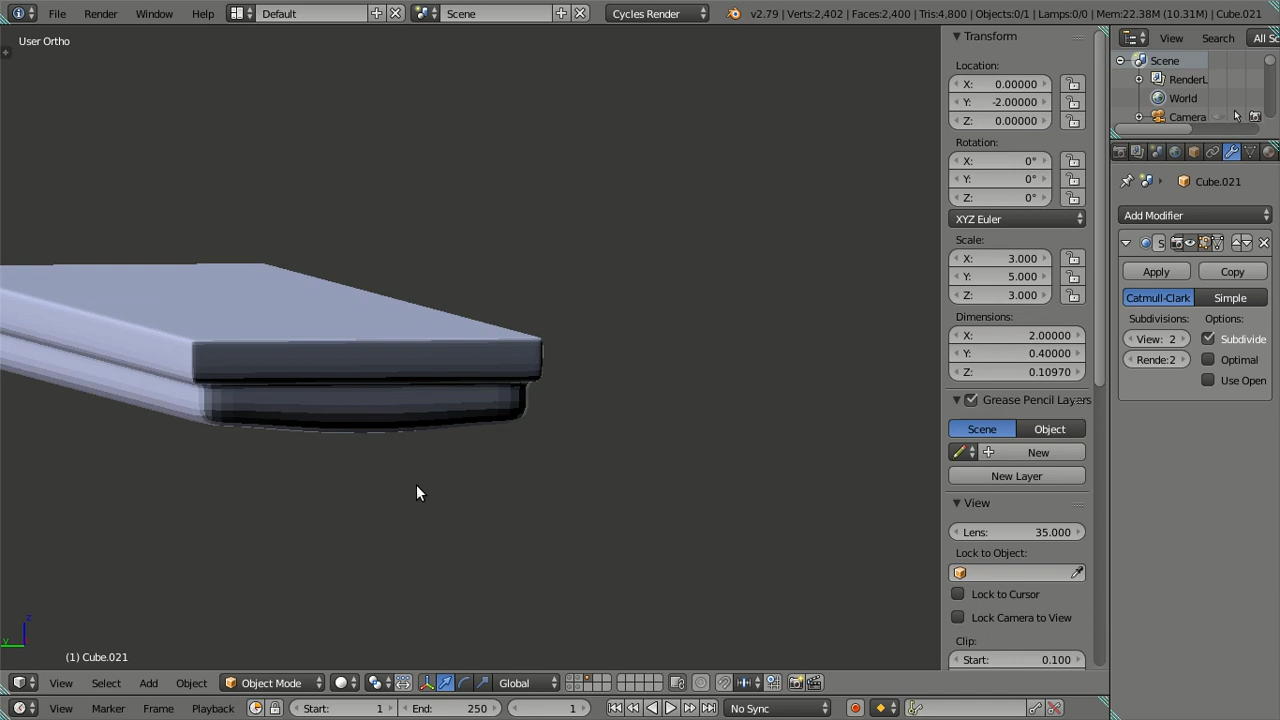 File Render Window Help Default Scene Cycles Render v2.79 | Verts:2,402 | Faces:2,400 | Tris:4,800 | Objects:0/1 | Lamps:0/0 | Mem:22.38M (10.31M) | Cube.021
User Ortho
Transform
Location:
X: 0.00000
Y: -2.00000
Z: 0.00000
Rotation:
X: 0°
Y: 0°
Z: 0°
XYZ Euler
Scale:
X: 3.000
Y: 5.000
Z: 3.000
Dimensions:
X: 2.00000
Y: 0.40000
Z: 0.10970
Grease Pencil Layers
Scene Object
New
New Layer
View
Lens: 35.000
Lock to Object:
Lock to Cursor
Lock Camera to View
Clip:
Start: 0.100
View Search All Sc
Scene
RenderL
World
Camera
Cube.021
Add Modifier
S
Apply Copy
Catmull-Clark Simple
Subdivisions: Options:
View: 2 Subdivide
Rende: 2 Optimal
Use Open
z
y
(1) Cube.021
View Select Add Object Object Mode Global
View Marker Frame Playback Start: 1 End: 250 1 No Sync